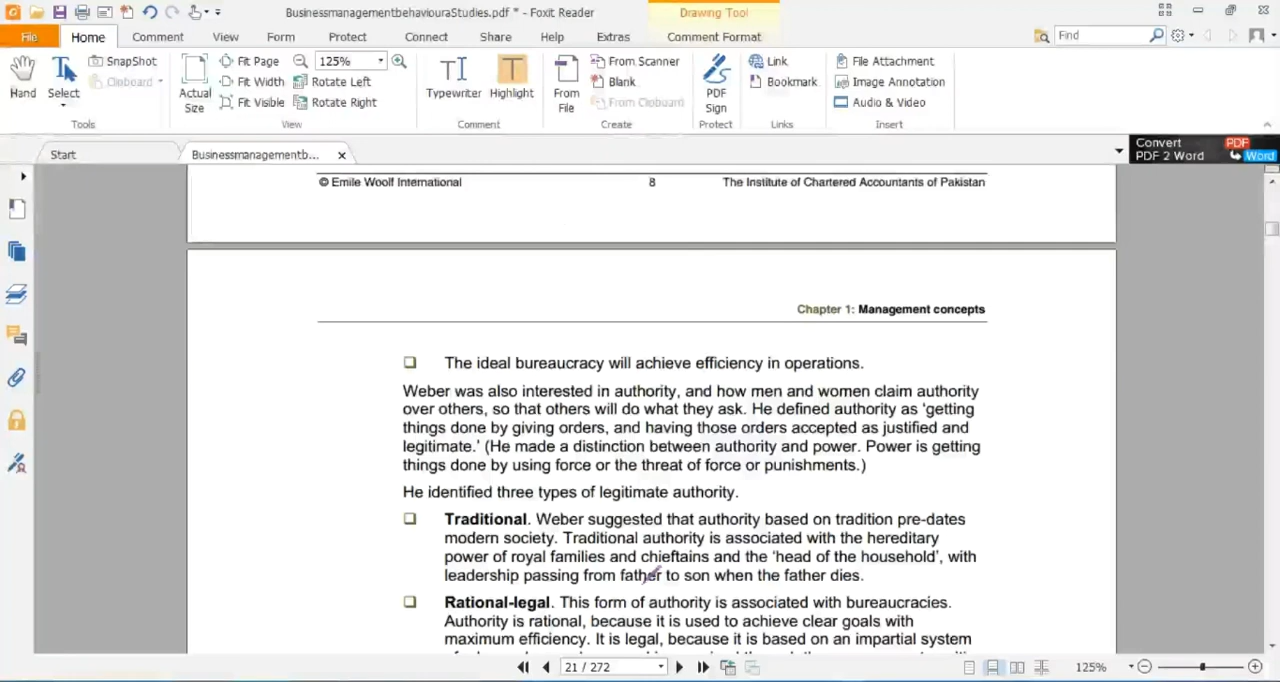 BusinessmanagementbehaviouraStudies.pdf * - Foxit Reader
Drawing Tool
File Home Comment View Form Protect Connect Share Help Extras Comment Format
Find
Hand
Select
SnapShot
Clipboard
Tools
Actual
Size
Fit Page
Fit Width
Fit Visible
125%
Rotate Left
Rotate Right
View
Typewriter
Highlight
Comment
From
File
From Scanner
Blank
From Clipboard
Create
PDF
Sign
Protect
Link
Bookmark
Links
File Attachment
Image Annotation
Audio & Video
Insert
Start
Businessmanagementb...
Convert
PDF 2 Word
PDF
Word
© Emile Woolf International 8 The Institute of Chartered Accountants of Pakistan
Chapter 1: Management concepts
The ideal bureaucracy will achieve efficiency in operations.
Weber was also interested in authority, and how men and women claim authority
over others, so that others will do what they ask. He defined authority as ‘getting
things done by giving orders, and having those orders accepted as justified and
legitimate.’ (He made a distinction between authority and power. Power is getting
things done by using force or the threat of force or punishments.)
He identified three types of legitimate authority.
Traditional. Weber suggested that authority based on tradition pre-dates
modern society. Traditional authority is associated with the hereditary
power of royal families and chieftains and the ‘head of the household’, with
leadership passing from father to son when the father dies.
Rational-legal. This form of authority is associated with bureaucracies.
Authority is rational, because it is used to achieve clear goals with
maximum efficiency. It is legal, because it is based on an impartial system
21 / 272
125%